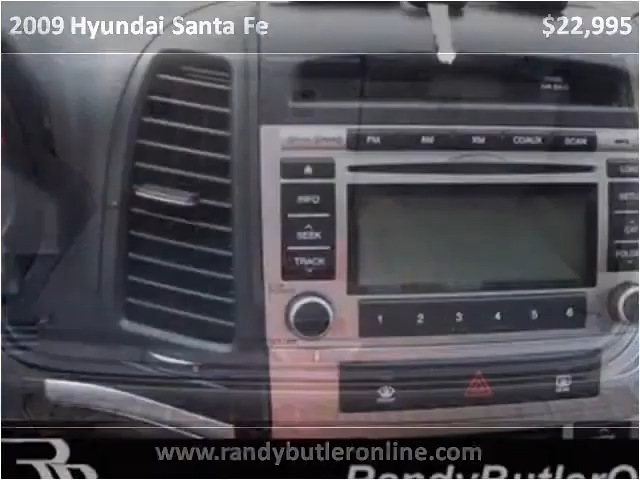 2009 Hyundai Santa Fe $22,995
FM AM XM CD/AUX SCAN
INFO
SEEK
TRACK
1 2 3 4 5 6
www.randybutleronline.com
RandyButlerO